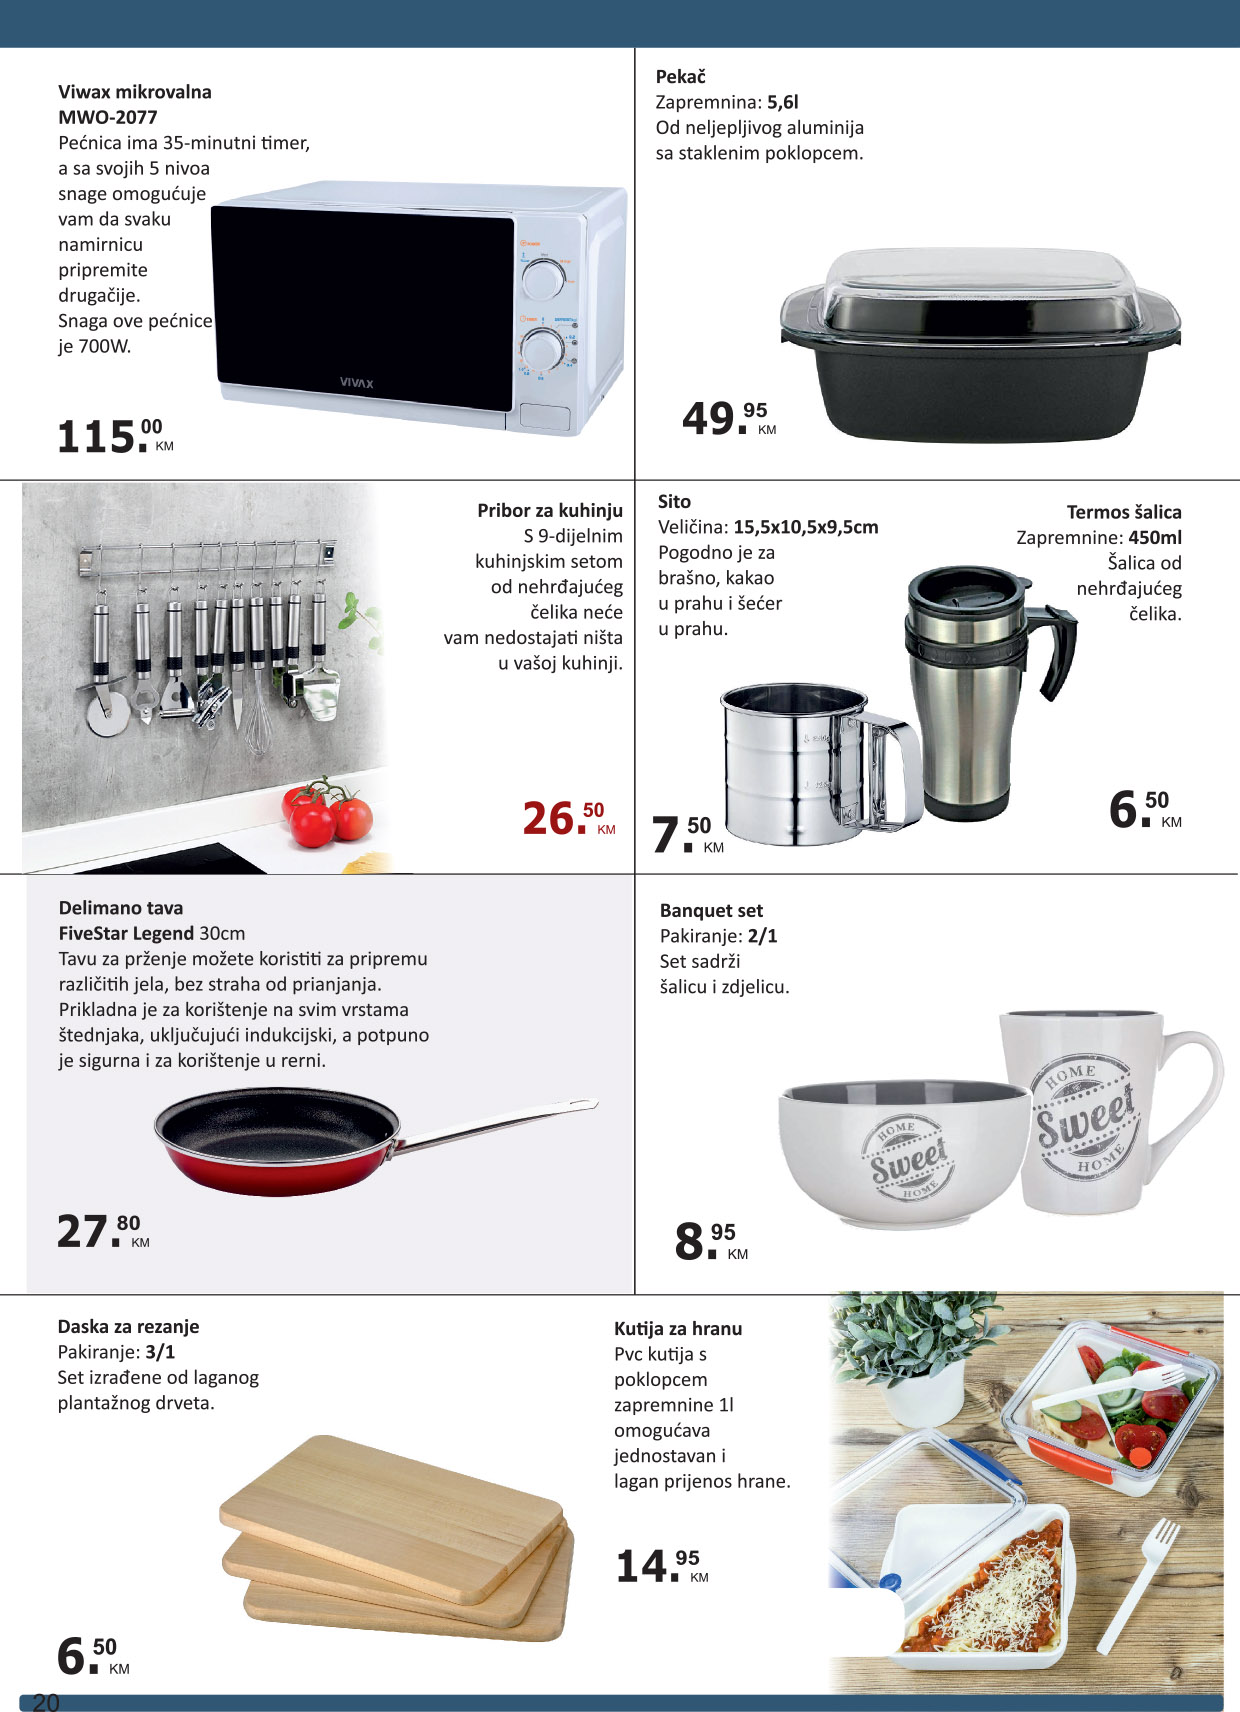 Viwax mikrovalna
MWO-2077
Pećnica ima 35-minutni timer,
a sa svojih 5 nivoa
snage omogućuje
vam da svaku
namirnicu
pripremite
drugačije.
Snaga ove pećnice
je 700W.
VIVAX
115.00 KM
Pekač
Zapremnina: 5,6l
Od neljepljivog aluminija
sa staklenim poklopcem.
49.95 KM
Pribor za kuhinju
S 9-dijelnim
kuhinjskim setom
od nehrđajućeg
čelika neće
vam nedostajati ništa
u vašoj kuhinji.
26.50 KM
Sito
Veličina: 15,5x10,5x9,5cm
Pogodno je za
brašno, kakao
u prahu i šećer
u prahu.
7.50 KM
Termos šalica
Zapremnine: 450ml
Šalica od
nehrđajućeg
čelika.
6.50 KM
Delimano tava
FiveStar Legend 30cm
Tavu za prženje možete koristiti za pripremu
različitih jela, bez straha od prianjanja.
Prikladna je za korištenje na svim vrstama
štednjaka, uključujući indukcijski, a potpuno
je sigurna i za korištenje u rerni.
27.80 KM
Banquet set
Pakiranje: 2/1
Set sadrži
šalicu i zdjelicu.
HOME
Sweet
HOME
HOME
Sweet
HOME
8.95 KM
Daska za rezanje
Pakiranje: 3/1
Set izrađene od laganog
plantažnog drveta.
6.50 KM
Kutija za hranu
Pvc kutija s
poklopcem
zapremnine 1l
omogućava
jednostavan i
lagan prijenos hrane.
14.95 KM
20